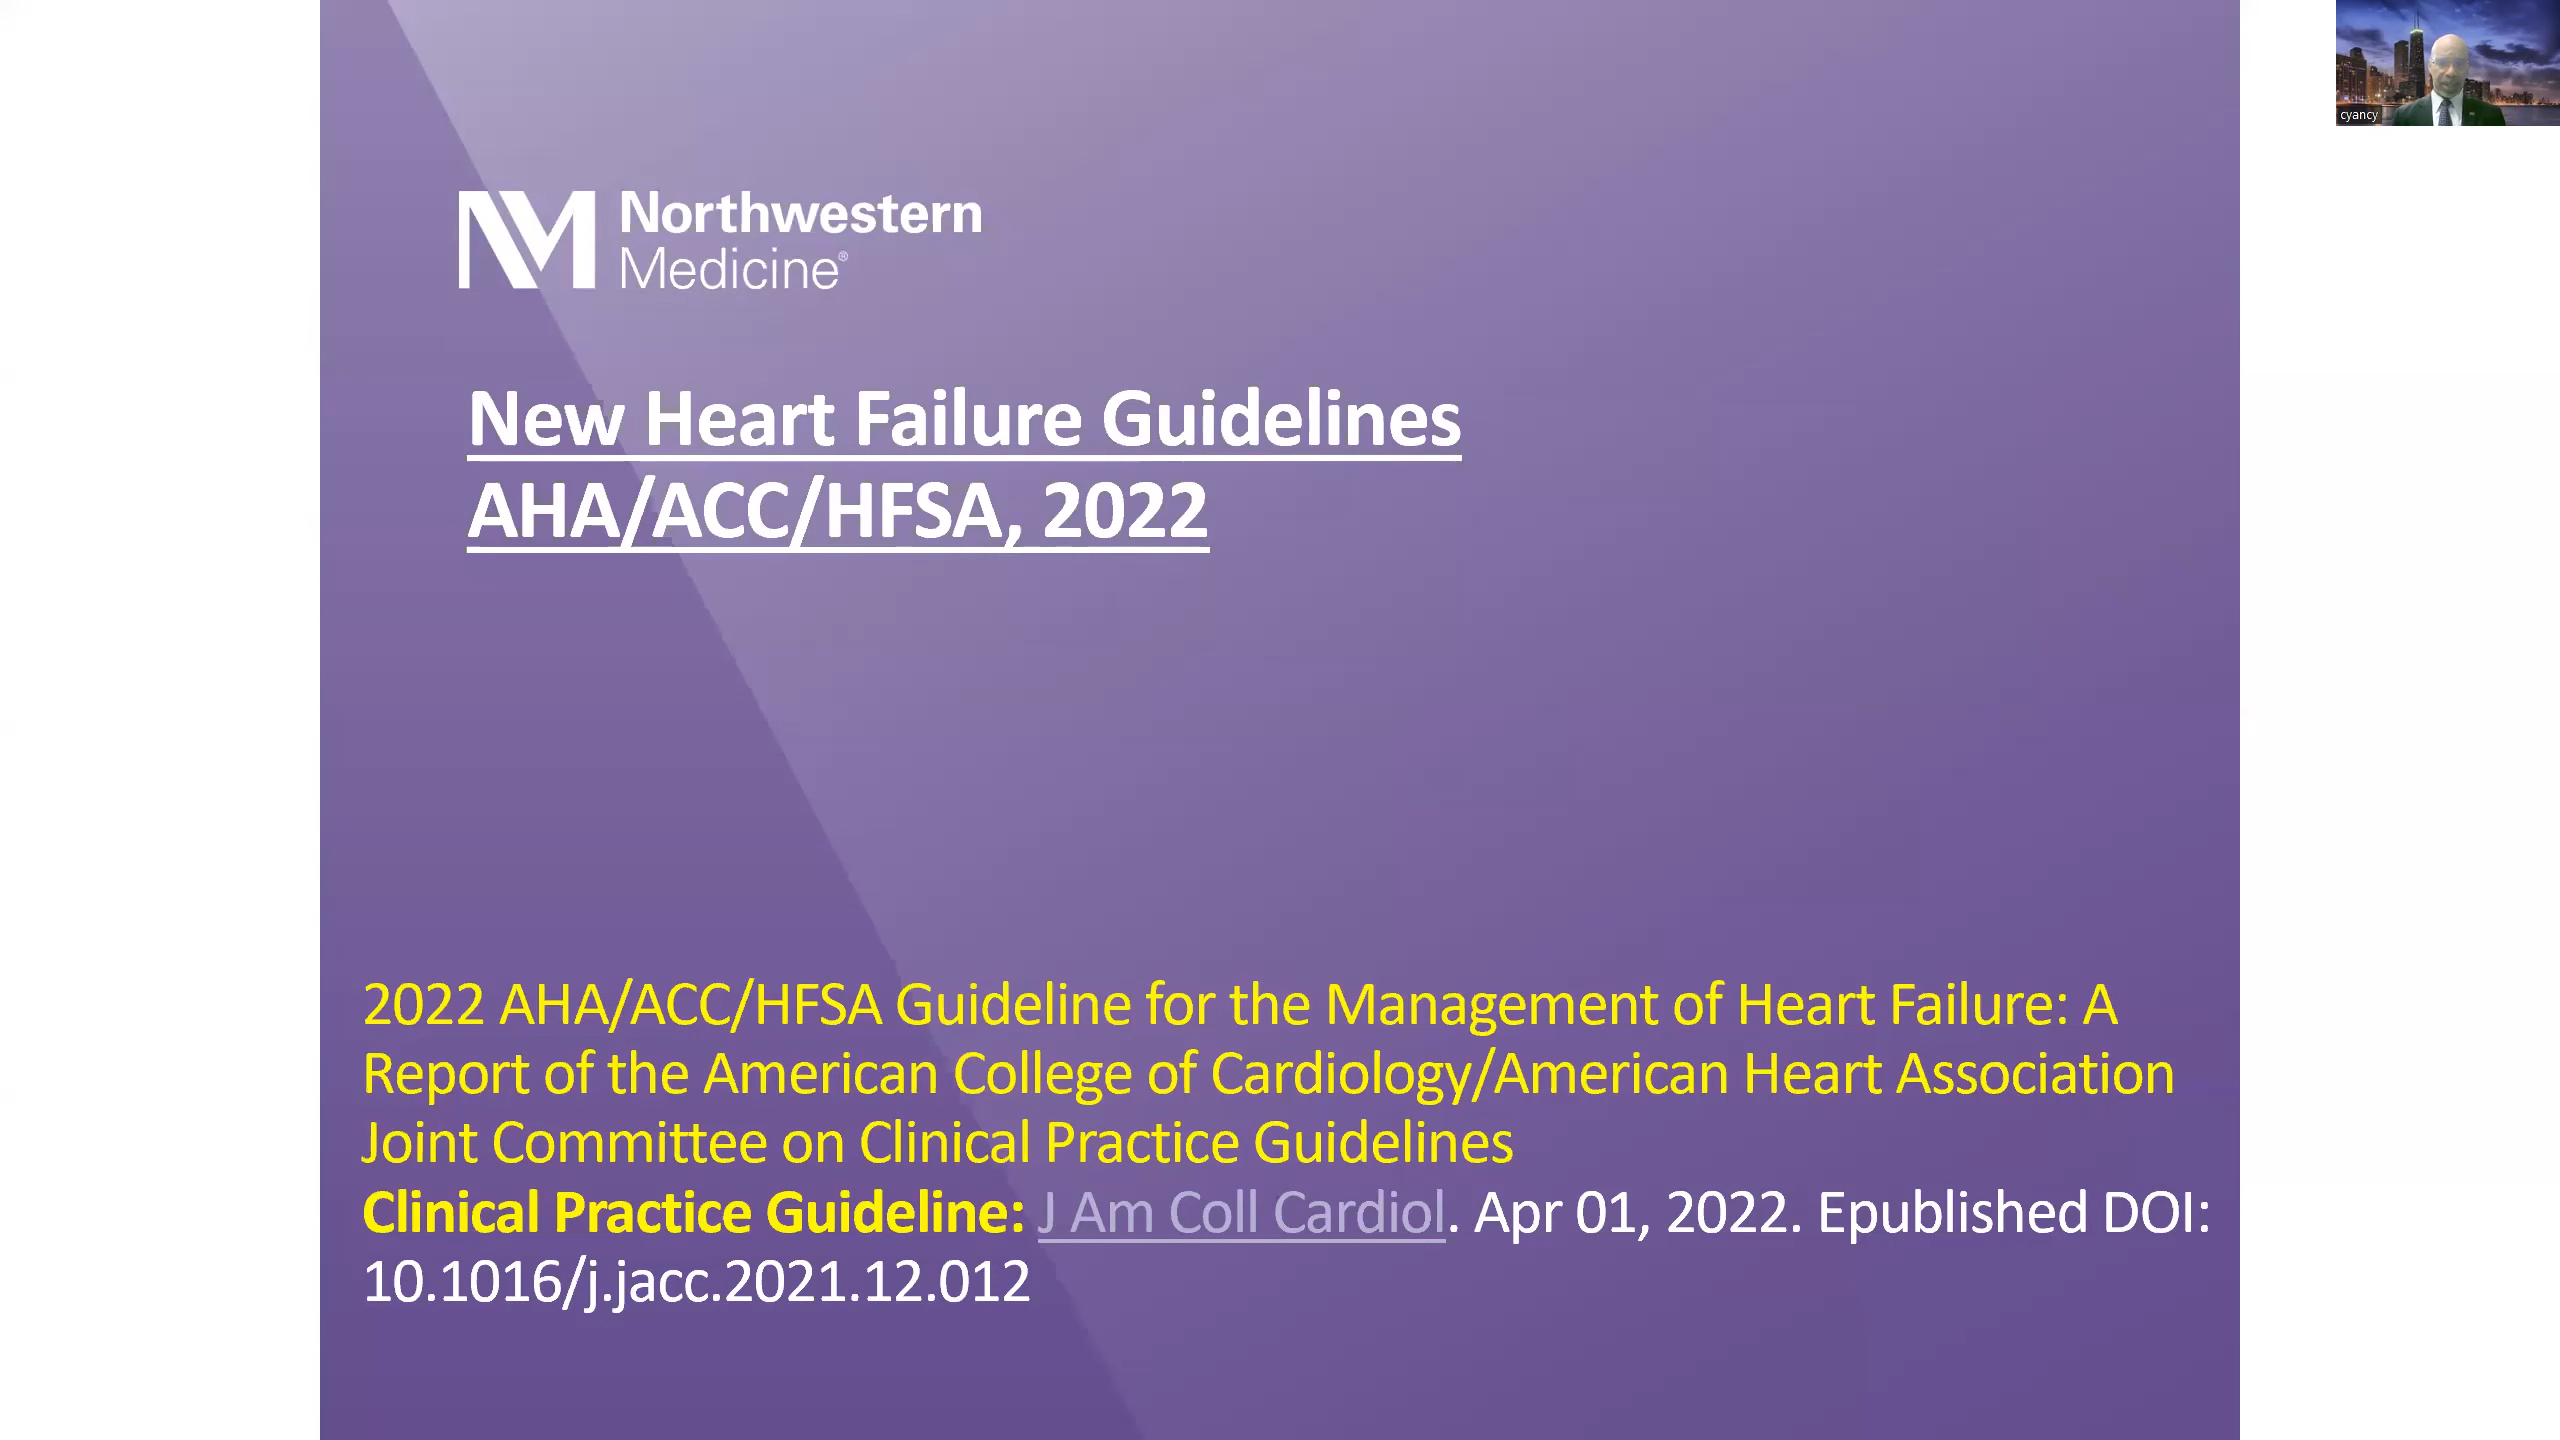 cyancy
Northwestern
Medicine®
New Heart Failure Guidelines
AHA/ACC/HFSA, 2022
2022 AHA/ACC/HFSA Guideline for the Management of Heart Failure: A
Report of the American College of Cardiology/American Heart Association
Joint Committee on Clinical Practice Guidelines
Clinical Practice Guideline: J Am Coll Cardiol. Apr 01, 2022. Epublished DOI:
10.1016/j.jacc.2021.12.012